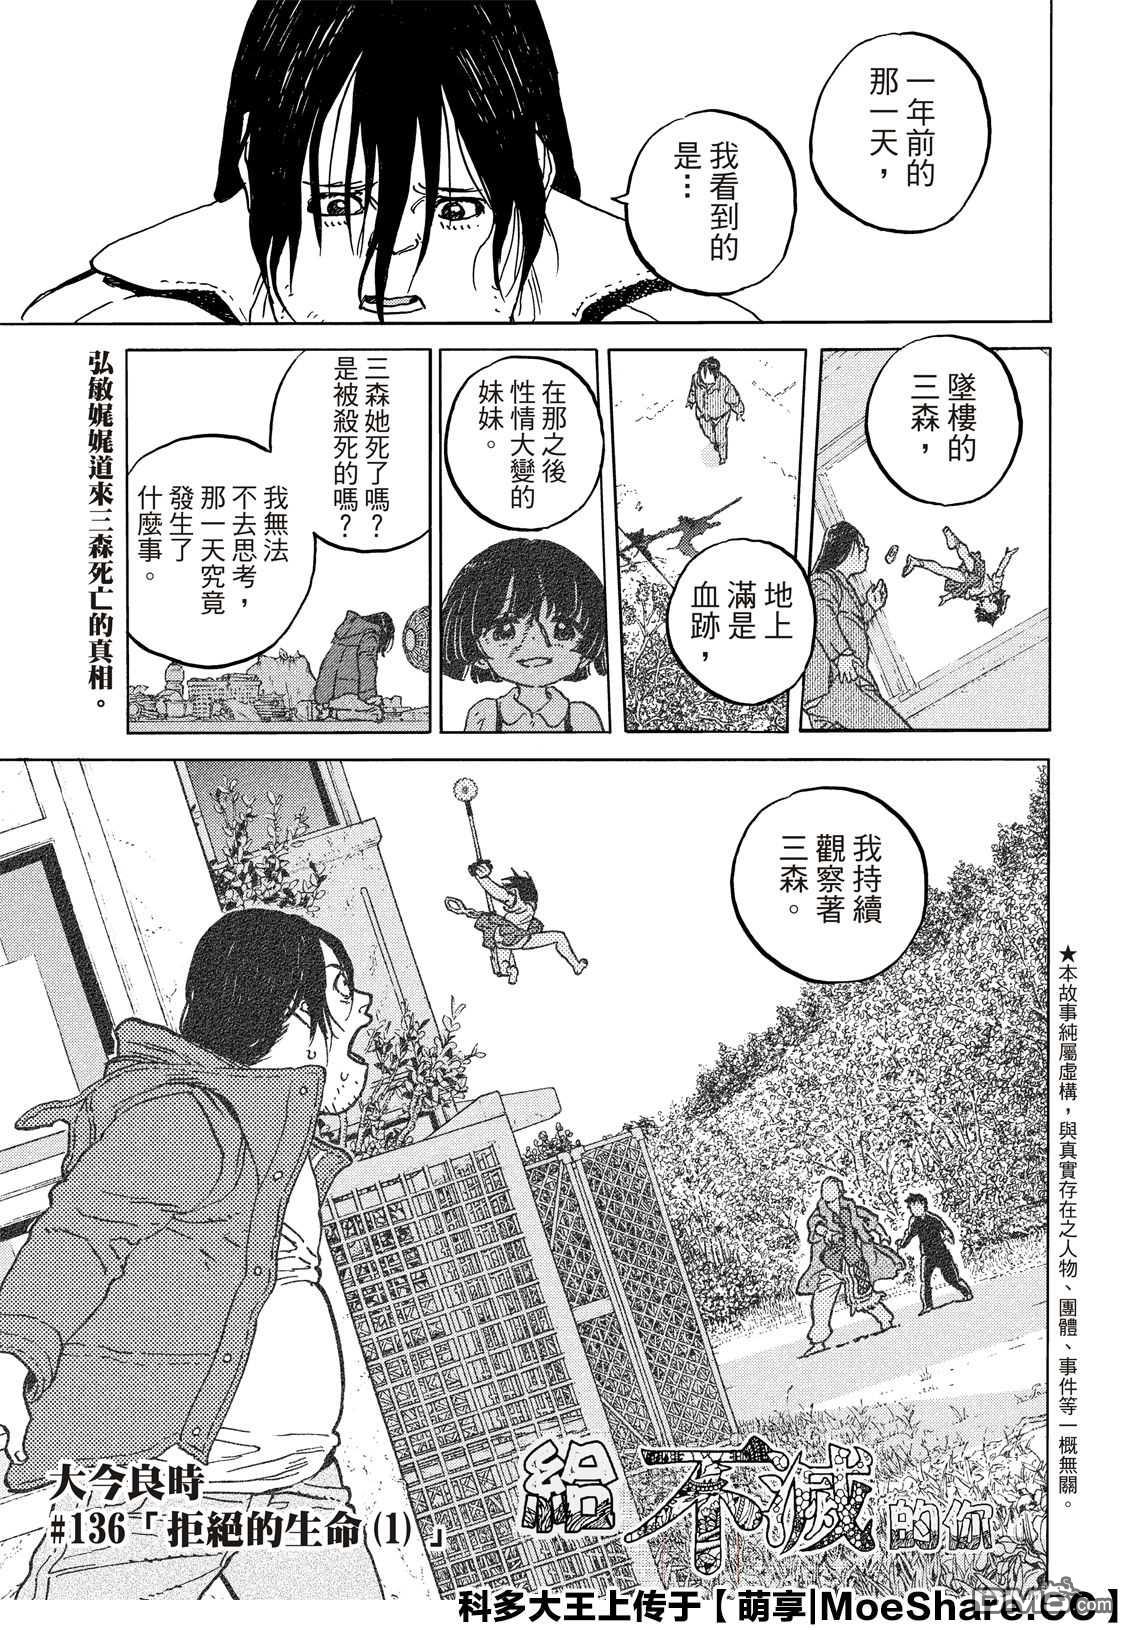 一年前的
那一天，
我看到的
是…
墜樓的
三森，
地上
滿是
血跡，
在那之後
性情大變的
妹妹。
三森她死了嗎？
是被殺死的嗎？
我無法
不去思考，
那一天究竟
發生了
什麼事。
弘敏娓娓道來三森死亡的真相。
我持續
觀察著
三森。
★本故事純屬虛構，與真實存在之人物、團體、事件等一概無關。
給不滅的你
大今良時
#136「拒絕的生命(1)」
科多大王上传于【萌享|MoeShare.CC】